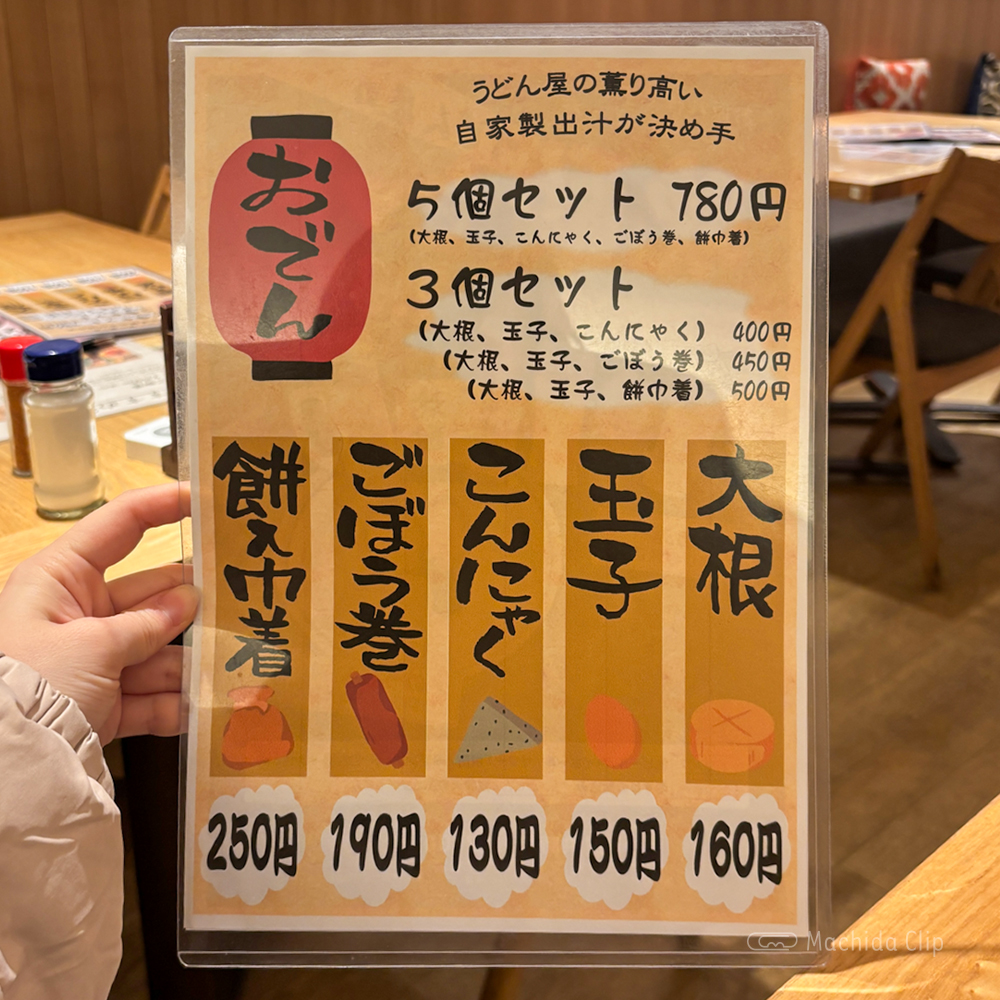 うどん屋の薫り高い
自家製出汁が決め手
おでん
5個セット 780円
(大根、玉子、こんにゃく、ごぼう巻、餅巾着)
3個セット
(大根、玉子、こんにゃく) 400円
(大根、玉子、ごぼう巻) 450円
(大根、玉子、餅巾着) 500円
大根
160円
玉子
150円
こんにゃく
130円
ごぼう巻
190円
餅入巾着
250円
Machida Clip